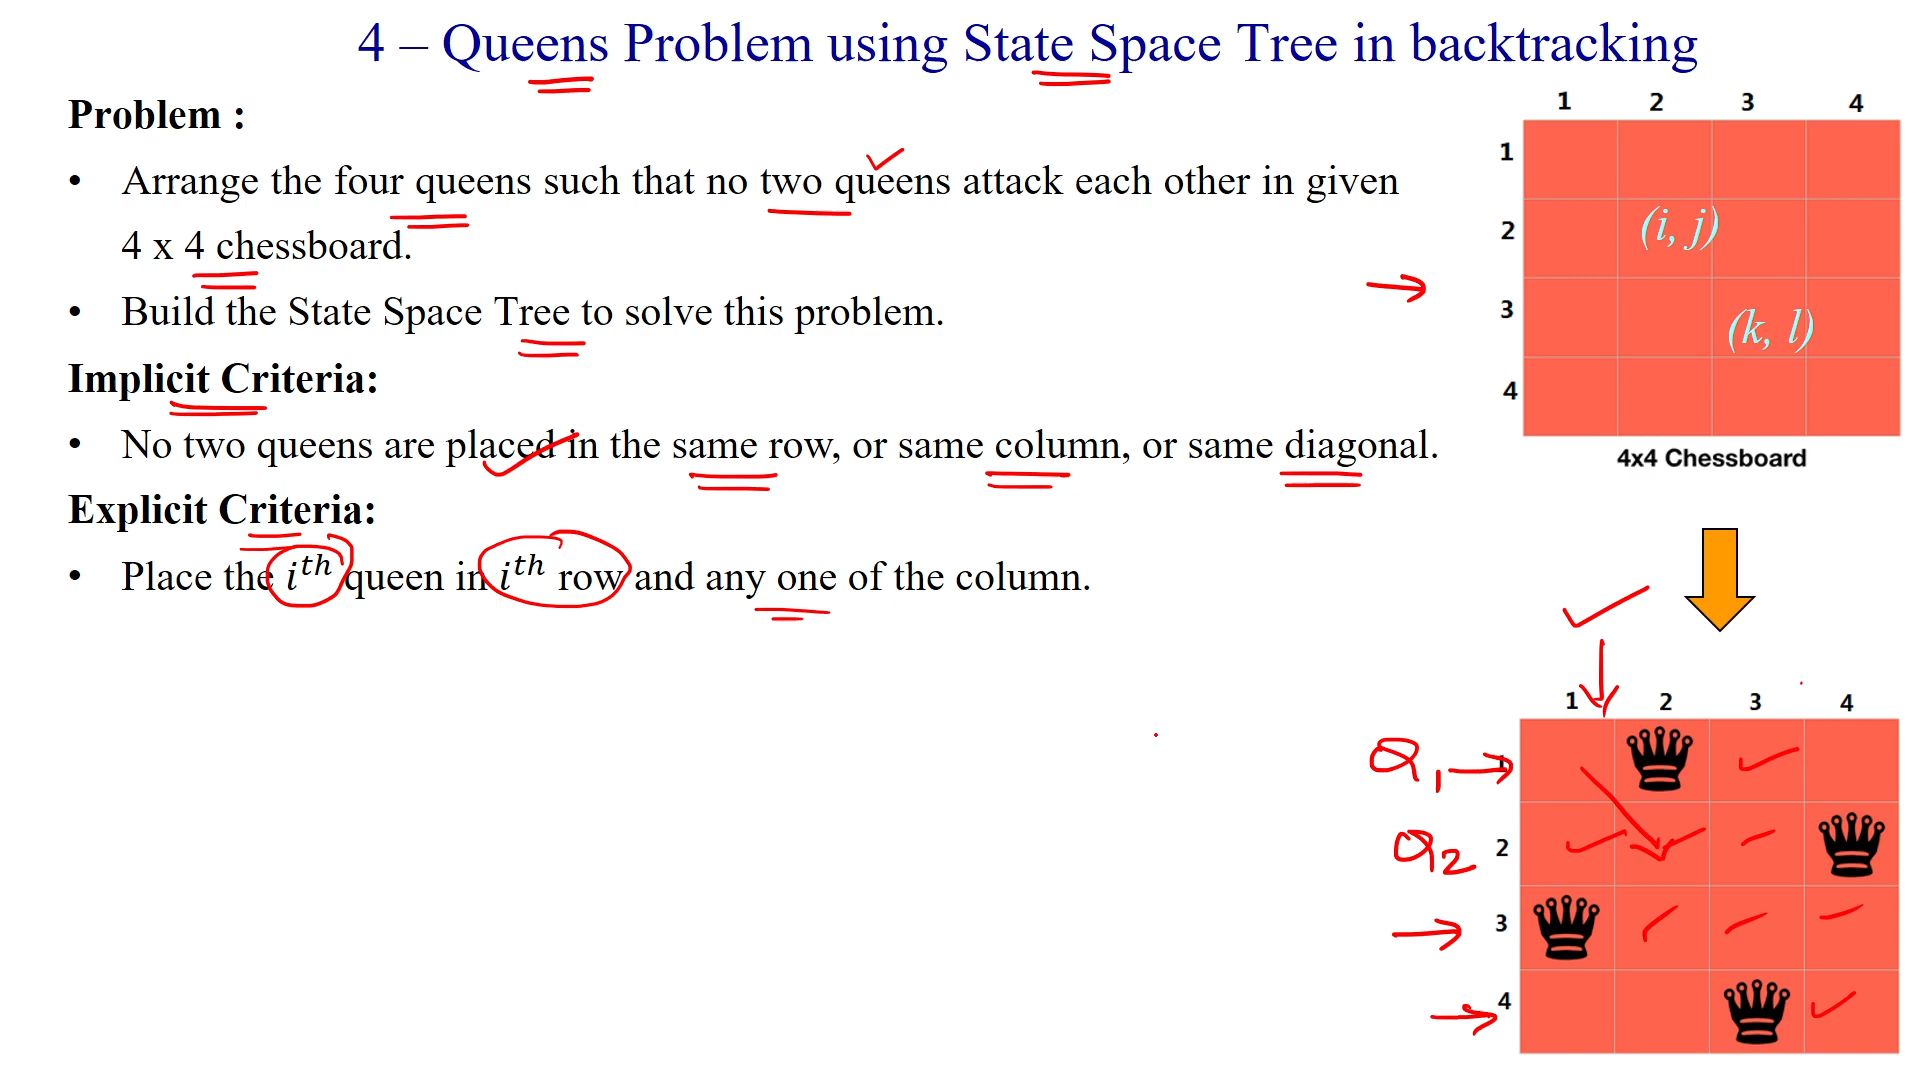 4 – Queens Problem using State Space Tree in backtracking
Problem :
• Arrange the four queens such that no two queens attack each other in given
4 x 4 chessboard.
• Build the State Space Tree to solve this problem.
Implicit Criteria:
• No two queens are placed in the same row, or same column, or same diagonal.
Explicit Criteria:
• Place the i^th queen in i^th row and any one of the column.
1 2 3 4
1
2 (i, j)
3 (k, l)
4
4x4 Chessboard
1 2 3 4
Q1 1
Q2 2
3
4